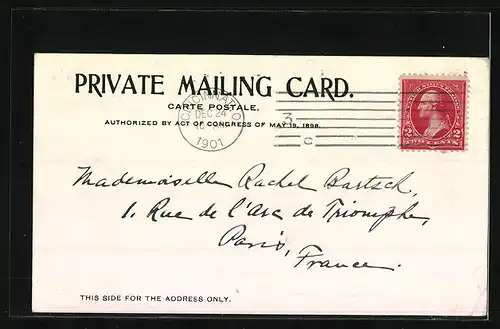 PRIVATE MAILING CARD.
CARTE POSTALE.
AUTHORIZED BY ACT OF CONGRESS OF MAY 19, 1898.
CINCINNATI, O.
DEC 24
1901
3
C
2 2
Mademoiselle Rachel Bartsch,
1. Rue de l'Arc de Triomphe,
Paris,
France.
THIS SIDE FOR THE ADDRESS ONLY.